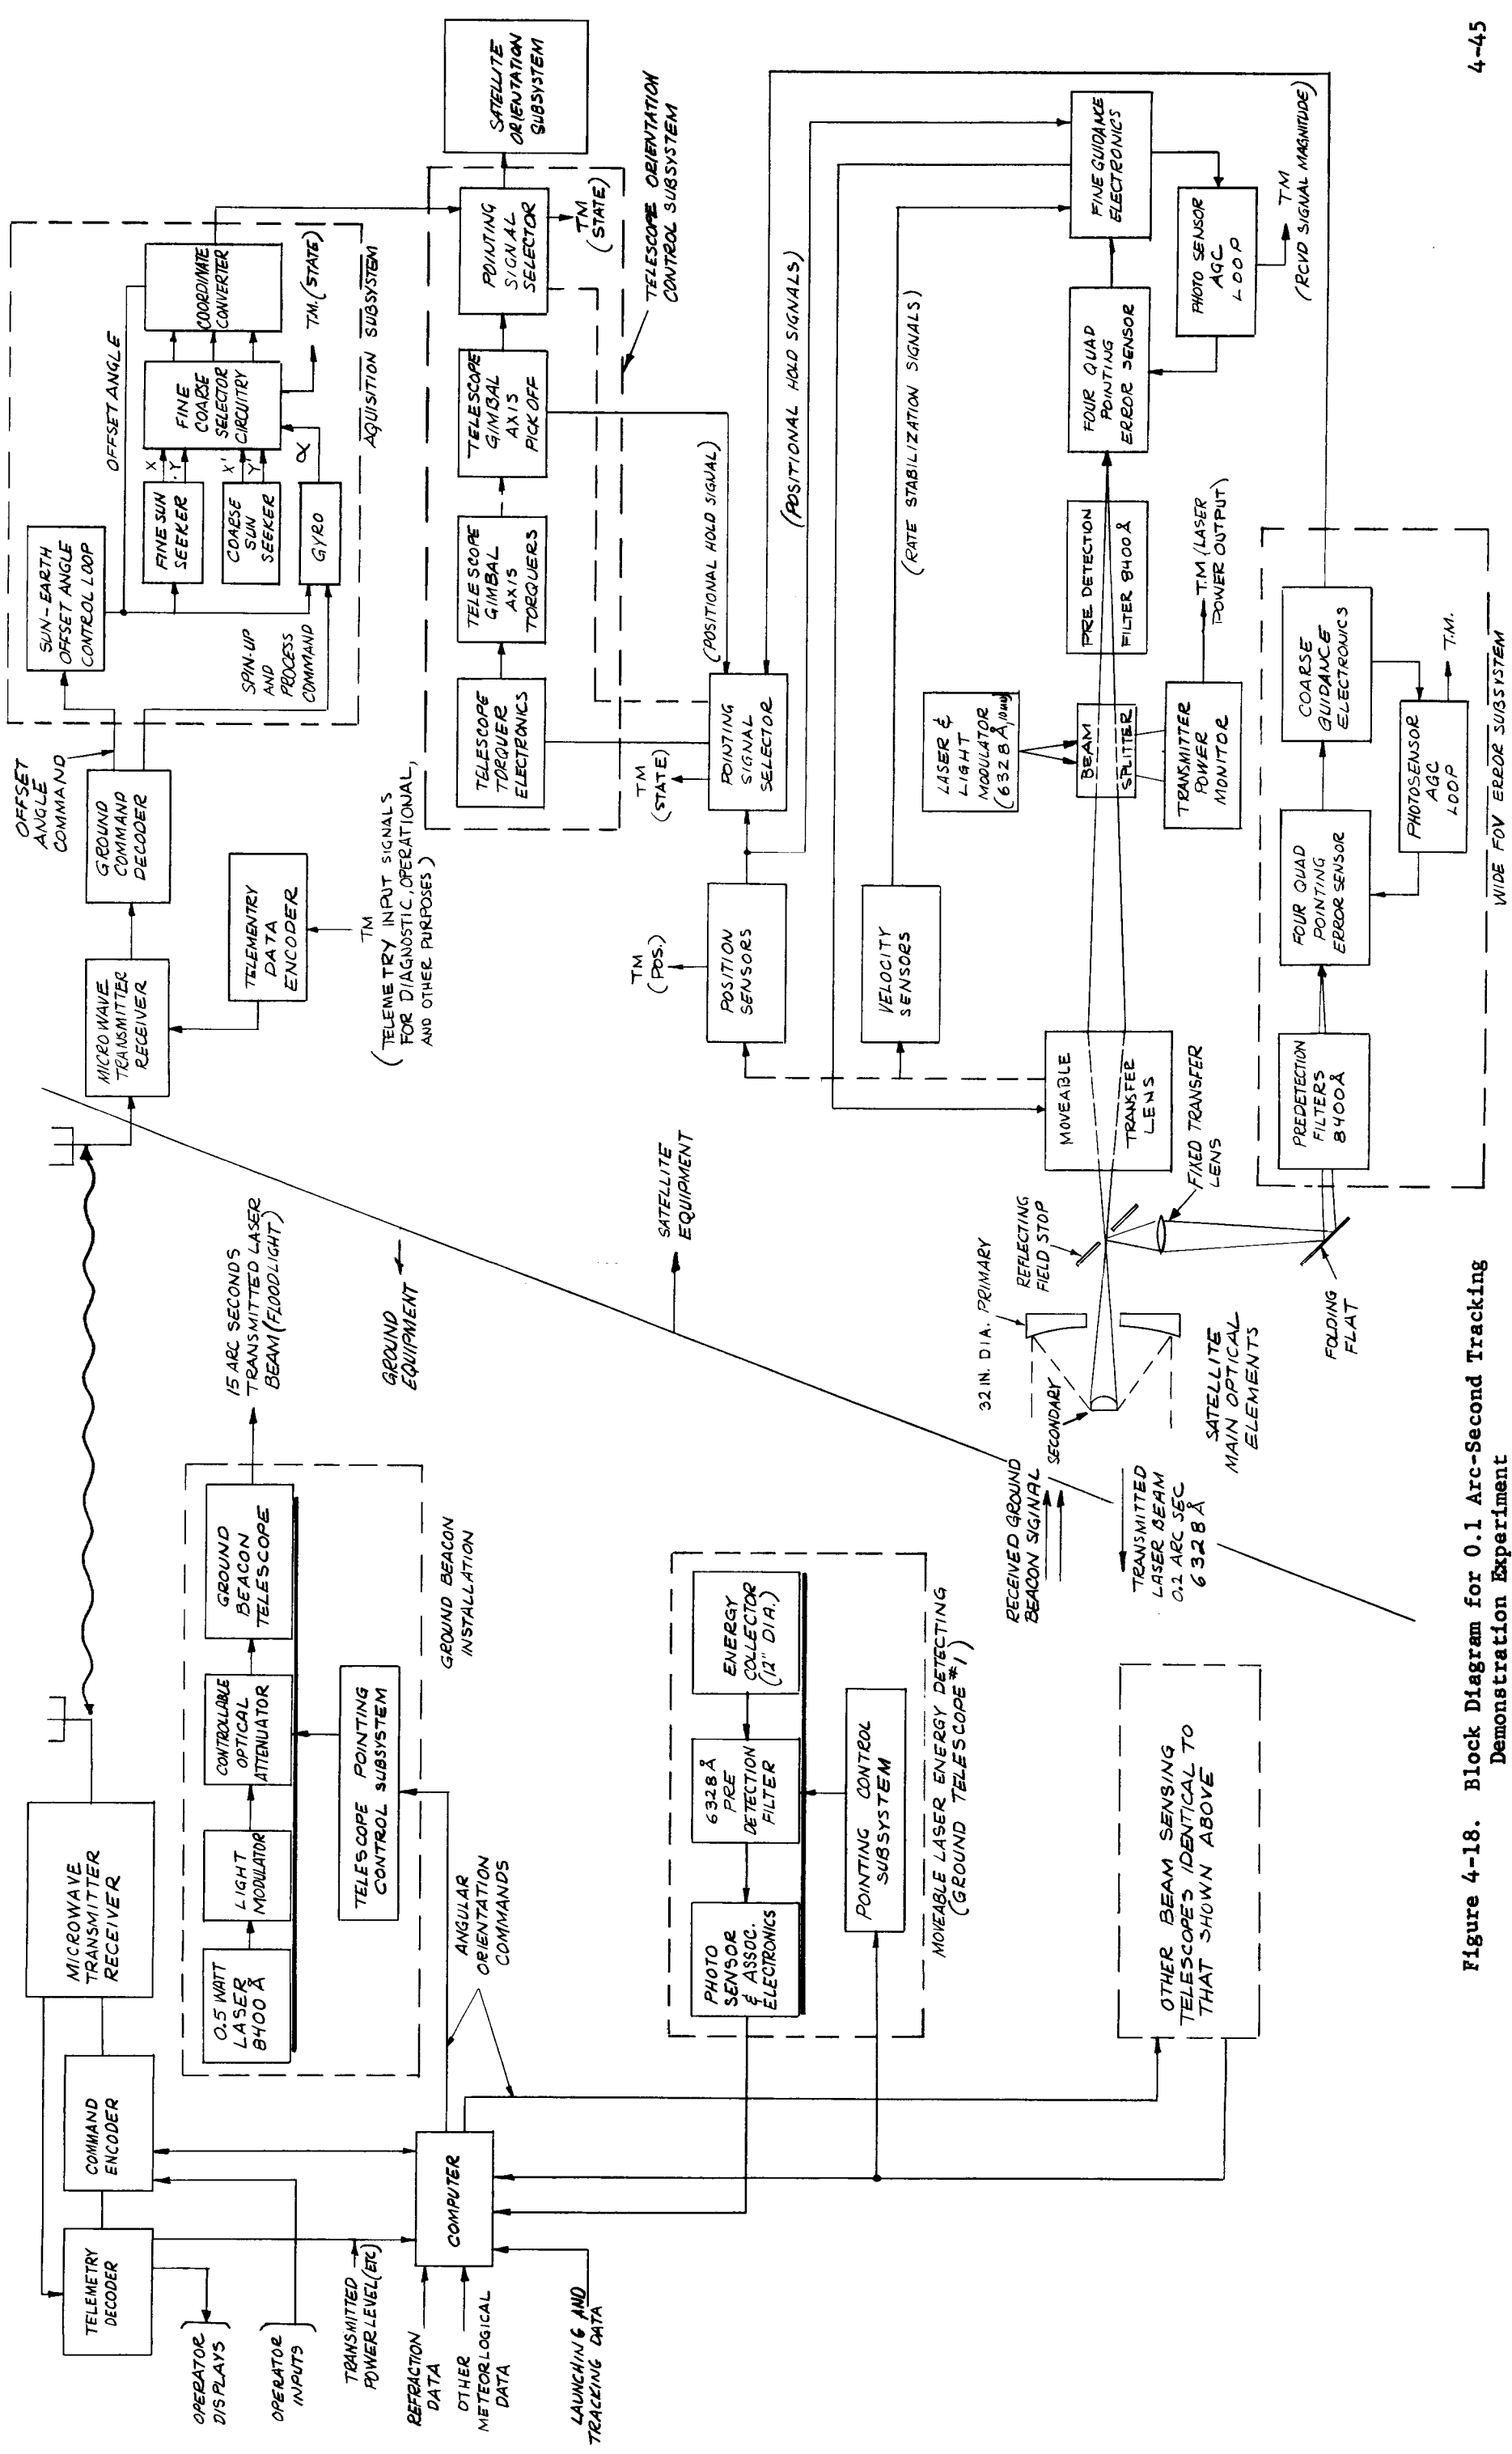 OPERATOR
DISPLAYS
OPERATOR
INPUTS
TELEMETRY
DECODER
COMMAND
ENCODER
MICROWAVE
TRANSMITTER
RECEIVER
TRANSMITTED
POWER LEVEL (ETC)
REFRACTION
DATA
OTHER
METEORLOGICAL
DATA
LAUNCHING AND
TRACKING DATA
COMPUTER
ANGULAR
ORIENTATION
COMMANDS
0.5 WATT
LASER
8400 Å
LIGHT
MODULATOR
CONTROLLABLE
OPTICAL
ATTENUATOR
GROUND
BEACON
TELESCOPE
TELESCOPE POINTING
CONTROL SUBSYSTEM
GROUND BEACON
INSTALLATION
15 ARC SECONDS
TRANSMITTED LASER
BEAM (FLOODLIGHT)
GROUND
EQUIPMENT
SATELLITE
EQUIPMENT
PHOTO
SENSOR
& ASSOC.
ELECTRONICS
6328 Å
PRE
DETECTION
FILTER
ENERGY
COLLECTOR
(12" DIA.)
POINTING CONTROL
SUBSYSTEM
MOVEABLE LASER ENERGY DETECTING
(GROUND TELESCOPE #1)
OTHER BEAM SENSING
TELESCOPES IDENTICAL TO
THAT SHOWN ABOVE
MICROWAVE
TRANSMITTER
RECEIVER
GROUND
COMMAND
DECODER
OFFSET
ANGLE
COMMAND
TELEMENTRY
DATA
ENCODER
TM
(TELEMETRY INPUT SIGNALS
FOR DIAGNOSTIC, OPERATIONAL,
AND OTHER PURPOSES)
SUN-EARTH
OFFSET ANGLE
CONTROL LOOP
OFFSET ANGLE
SPIN-UP
AND
PROCESS
COMMAND
FINE SUN
SEEKER
COARSE
SUN
SEEKER
GYRO
X
Y
X'
Y'
α
FINE
COARSE
SELECTOR
CIRCUITRY
COORDINATE
CONVERTER
T.M. (STATE)
AQUISITION SUBSYSTEM
TELESCOPE
TORQUER
ELECTRONICS
TELESCOPE
GIMBAL
AXIS
TORQUERS
TELESCOPE
GIMBAL
AXIS
PICK OFF
POINTING
SIGNAL
SELECTOR
TM
(STATE)
SATELLITE
ORIENTATION
SUBSYSTEM
TELESCOPE ORIENTATION
CONTROL SUBSYSTEM
TM
(STATE)
POINTING
SIGNAL
SELECTOR
(POSITIONAL HOLD SIGNAL)
(POSITIONAL HOLD SIGNALS)
(RATE STABILIZATION SIGNALS)
TM
(POS.)
POSITION
SENSORS
VELOCITY
SENSORS
LASER &
LIGHT
MODULATOR
BEAM
SPLITTER
TRANSMITTER
POWER
MONITOR
T.M (LASER
POWER OUTPUT)
PRE DETECTION
FILTER 8400 Å
FOUR QUAD
POINTING
ERROR SENSOR
FINE GUIDANCE
ELECTRONICS
PHOTO SENSOR
AGC
LOOP
TM
(RCVD SIGNAL MAGNITUDE)
MOVEABLE
TRANSFER
LENS
FIXED TRANSFER
LENS
REFLECTING
FIELD STOP
32 IN. DIA. PRIMARY
SECONDARY
RECEIVED GROUND
BEACON SIGINAL
TRANSMITTED
LASER BEAM
0.2 ARC SEC
6328 Å
SATELLITE
MAIN OPTICAL
ELEMENTS
FOLDING
FLAT
PREDETECTION
FILTERS
8400 Å
FOUR QUAD
POINTING
ERROR SENSOR
COARSE
GUIDANCE
ELECTRONICS
PHOTOSENSOR
AGC
LOOP
T.M.
WIDE FOV ERROR SUBSYSTEM
Figure 4-18. Block Diagram for 0.1 Arc-Second Tracking
Demonstration Experiment
4-45